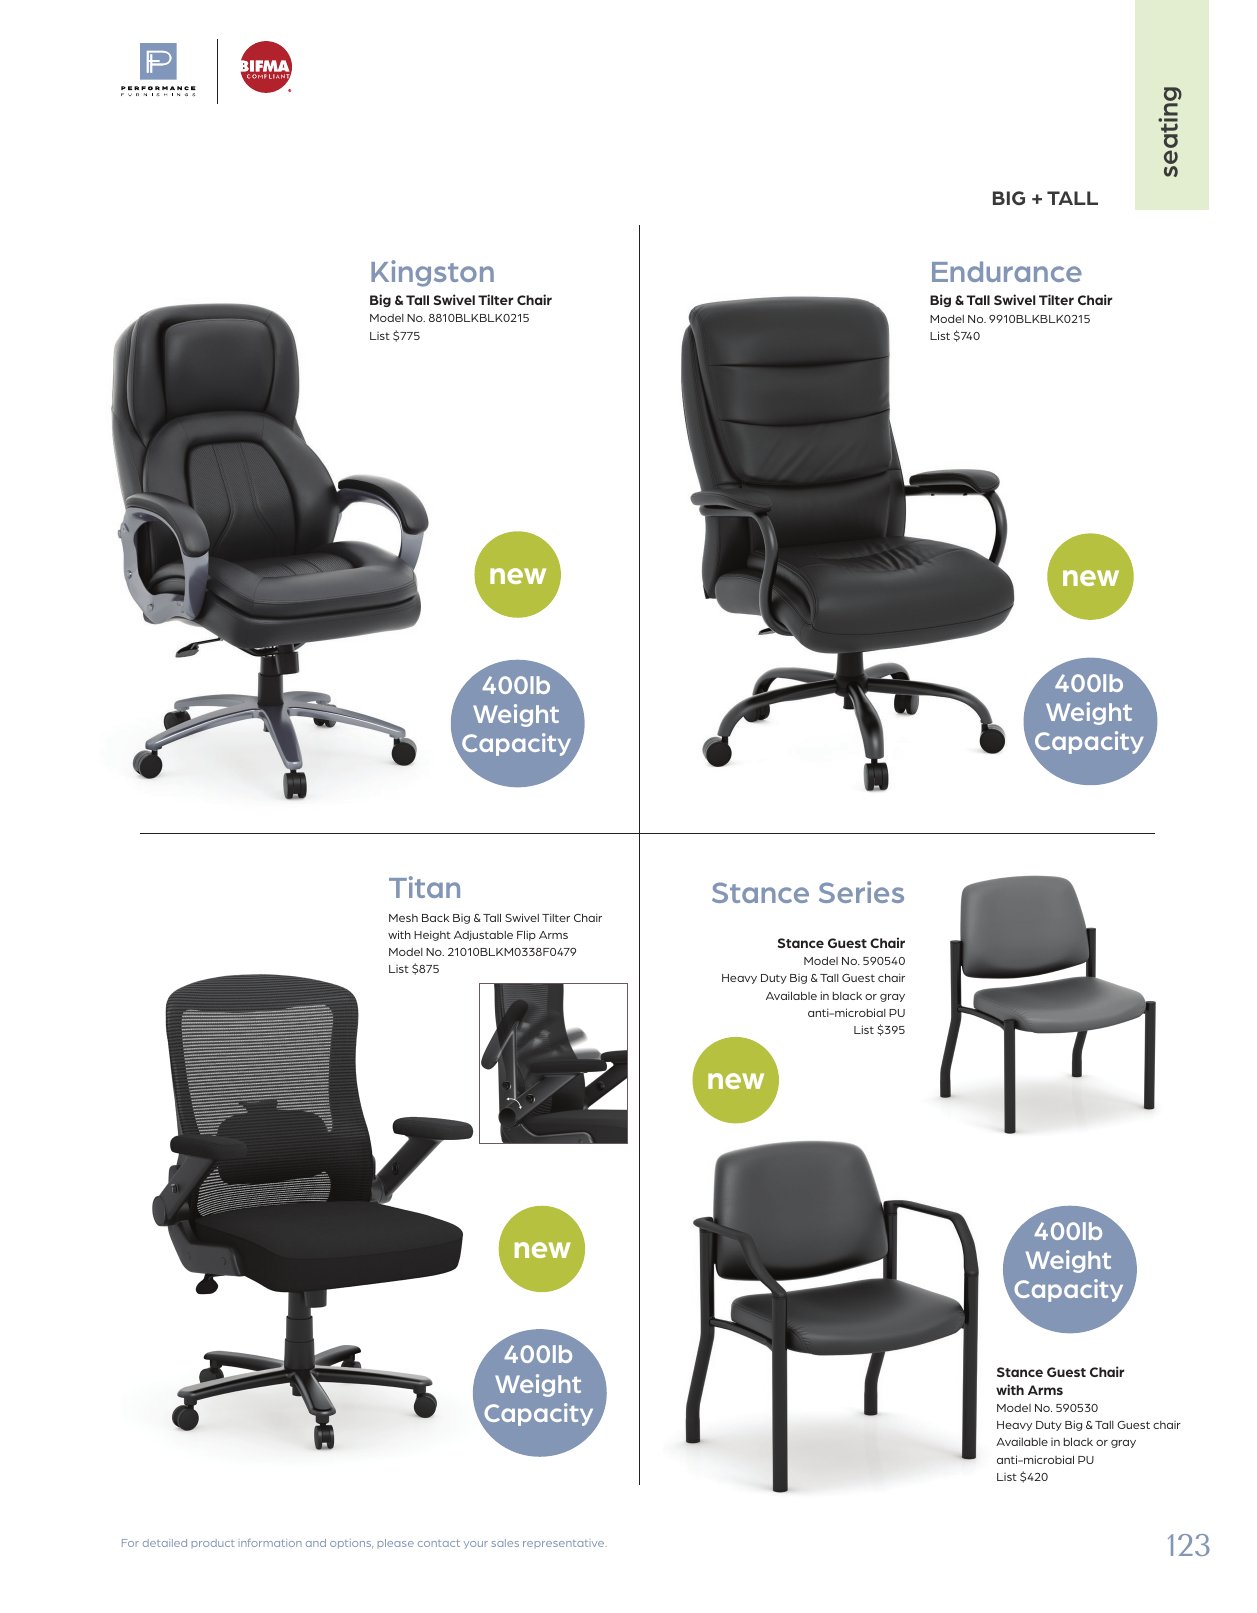 PERFORMANCE
FURNISHINGS
BIFMA
COMPLIANT
seating
BIG + TALL
Kingston
Big & Tall Swivel Tilter Chair
Model No. 8810BLKBLK0215
List $775
new
400lb
Weight
Capacity
Endurance
Big & Tall Swivel Tilter Chair
Model No. 9910BLKBLK0215
List $740
new
400lb
Weight
Capacity
Titan
Mesh Back Big & Tall Swivel Tilter Chair
with Height Adjustable Flip Arms
Model No. 21010BLKM0338F0479
List $875
new
400lb
Weight
Capacity
Stance Series
Stance Guest Chair
Model No. 590540
Heavy Duty Big & Tall Guest chair
Available in black or gray
anti-microbial PU
List $395
new
400lb
Weight
Capacity
Stance Guest Chair
with Arms
Model No. 590530
Heavy Duty Big & Tall Guest chair
Available in black or gray
anti-microbial PU
List $420
For detailed product information and options, please contact your sales representative.
123